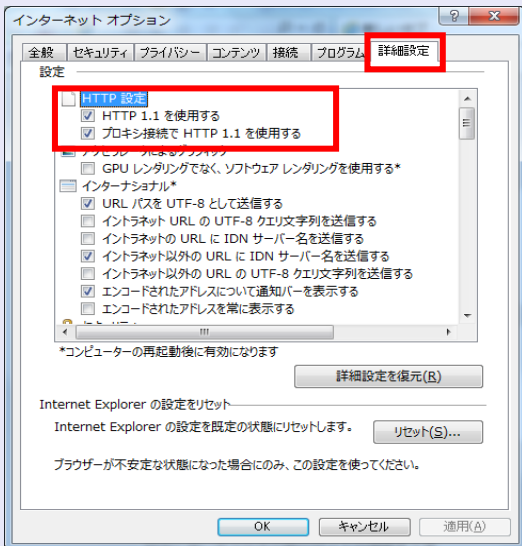 インターネット オプション
全般 セキュリティ プライバシー コンテンツ 接続 プログラム 詳細設定
設定
HTTP 設定
HTTP 1.1 を使用する
プロキシ接続で HTTP 1.1 を使用する
GPU レンダリングでなく、ソフトウェア レンダリングを使用する*
インターナショナル*
URL パスを UTF-8 として送信する
イントラネット URL の UTF-8 クエリ文字列を送信する
イントラネットの URL に IDN サーバー名を送信する
イントラネット以外の URL に IDN サーバー名を送信する
イントラネット以外の URL の UTF-8 クエリ文字列を送信する
エンコードされたアドレスについて通知バーを表示する
エンコードされたアドレスを常に表示する
*コンピューターの再起動後に有効になります
詳細設定を復元(R)
Internet Explorer の設定をリセット
Internet Explorer の設定を既定の状態にリセットします。
リセット(S)...
ブラウザーが不安定な状態になった場合にのみ、この設定を使ってください。
OK キャンセル 適用(A)